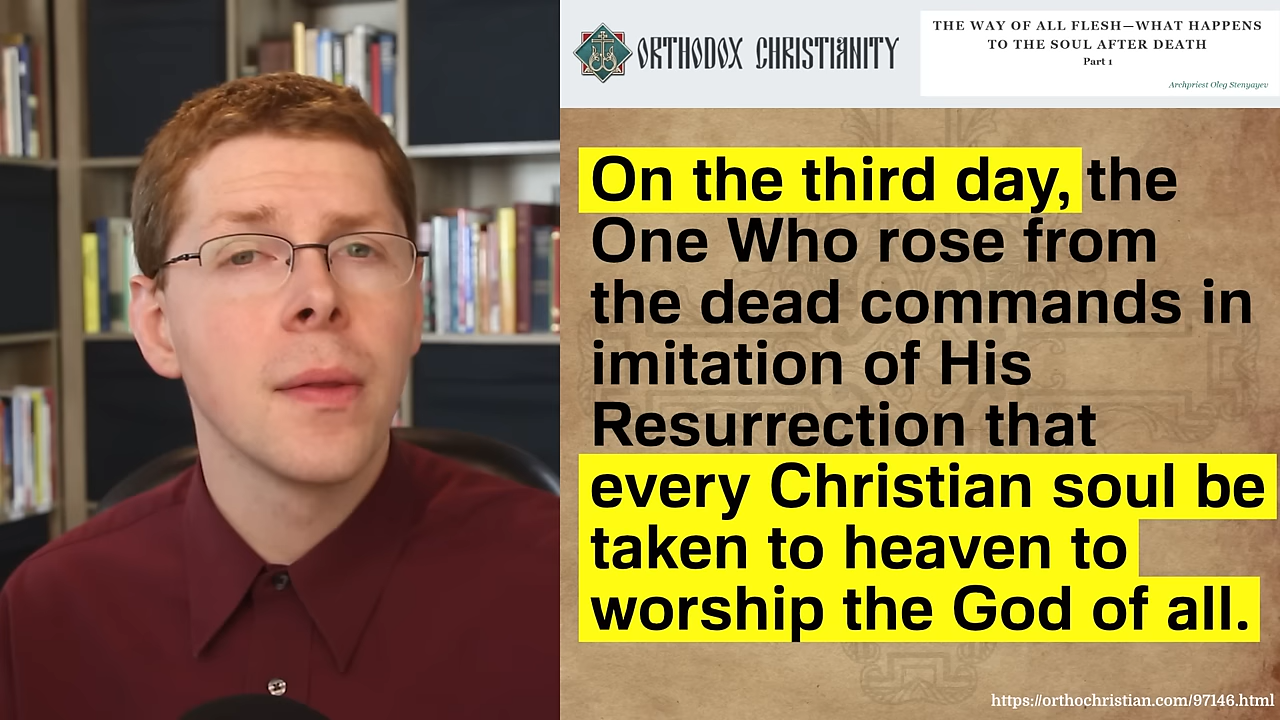 ORTHODOX CHRISTIANITY
THE WAY OF ALL FLESH—WHAT HAPPENS
TO THE SOUL AFTER DEATH
Part 1
Archpriest Oleg Stenyayev
On the third day, the
One Who rose from
the dead commands in
imitation of His
Resurrection that
every Christian soul be
taken to heaven to
worship the God of all.
https://orthochristian.com/97146.html